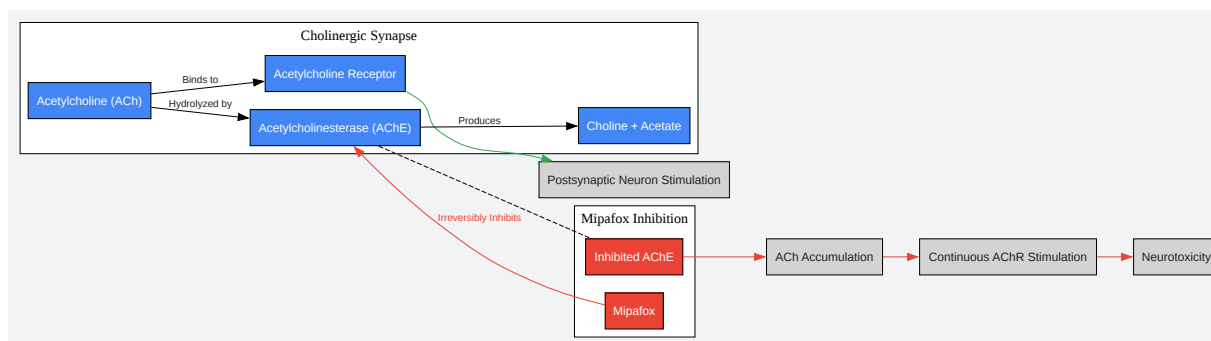 Cholinergic Synapse
Acetylcholine (ACh)
Binds to
Acetylcholine Receptor
Hydrolyzed by
Acetylcholinesterase (AChE)
Produces
Choline + Acetate
Postsynaptic Neuron Stimulation
Irreversibly Inhibits
Mipafox Inhibition
Inhibited AChE
ACh Accumulation
Continuous AChR Stimulation
Neurotoxicity
Mipafox